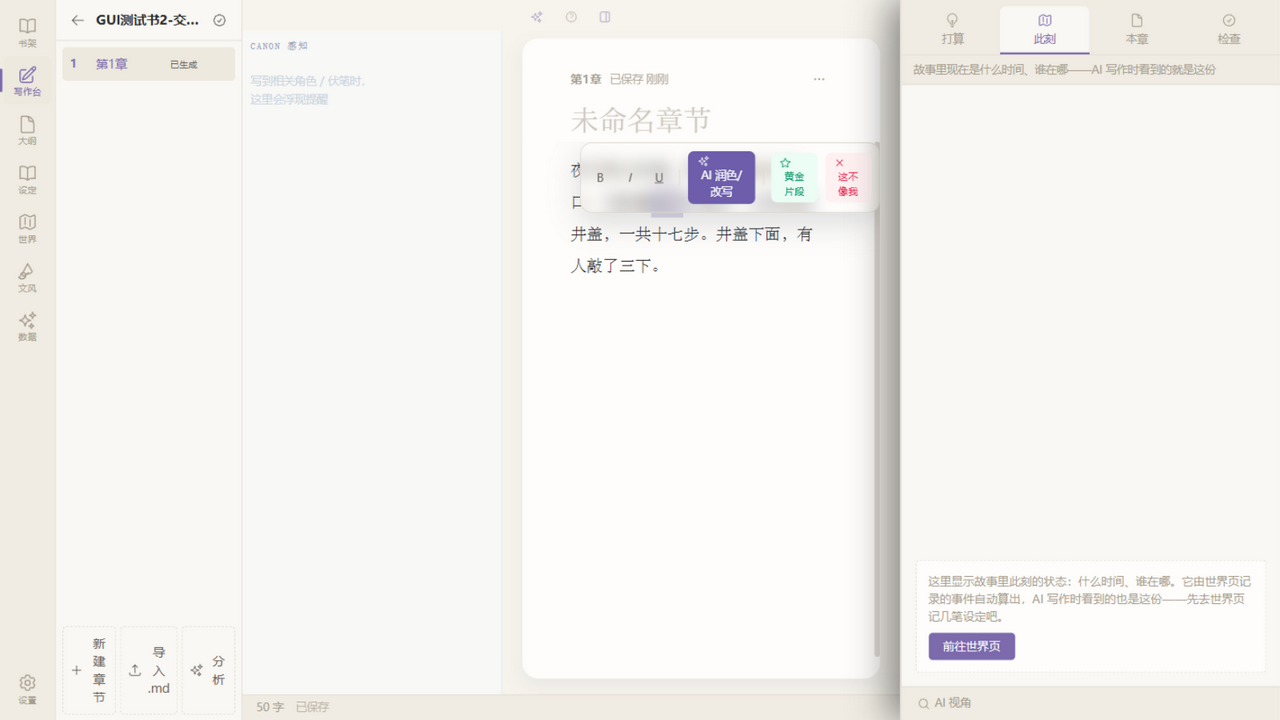 书架
写作台
大纲
设定
世界
文风
数据
设置
GUI测试书2-交...
1 第1章 已生成
新建章节
导入.md
分析
CANON 感知
写到相关角色 / 伏笔时,
这里会浮现提醒
第1章 已保存 刚刚 ...
未命名章节
夜
B I U
AI 润色/
改写
黄金
片段
这不
像我
口
井盖，一共十七步。井盖下面，有
人敲了三下。
50 字 已保存
打算
此刻
本章
检查
故事里现在是什么时间、谁在哪——AI 写作时看到的就是这份
这里显示故事里此刻的状态：什么时间、谁在哪。它由世界页记
录的事件自动算出，AI 写作时看到的也是这份——先去世界页
记几笔设定吧。
前往世界页
AI 视角